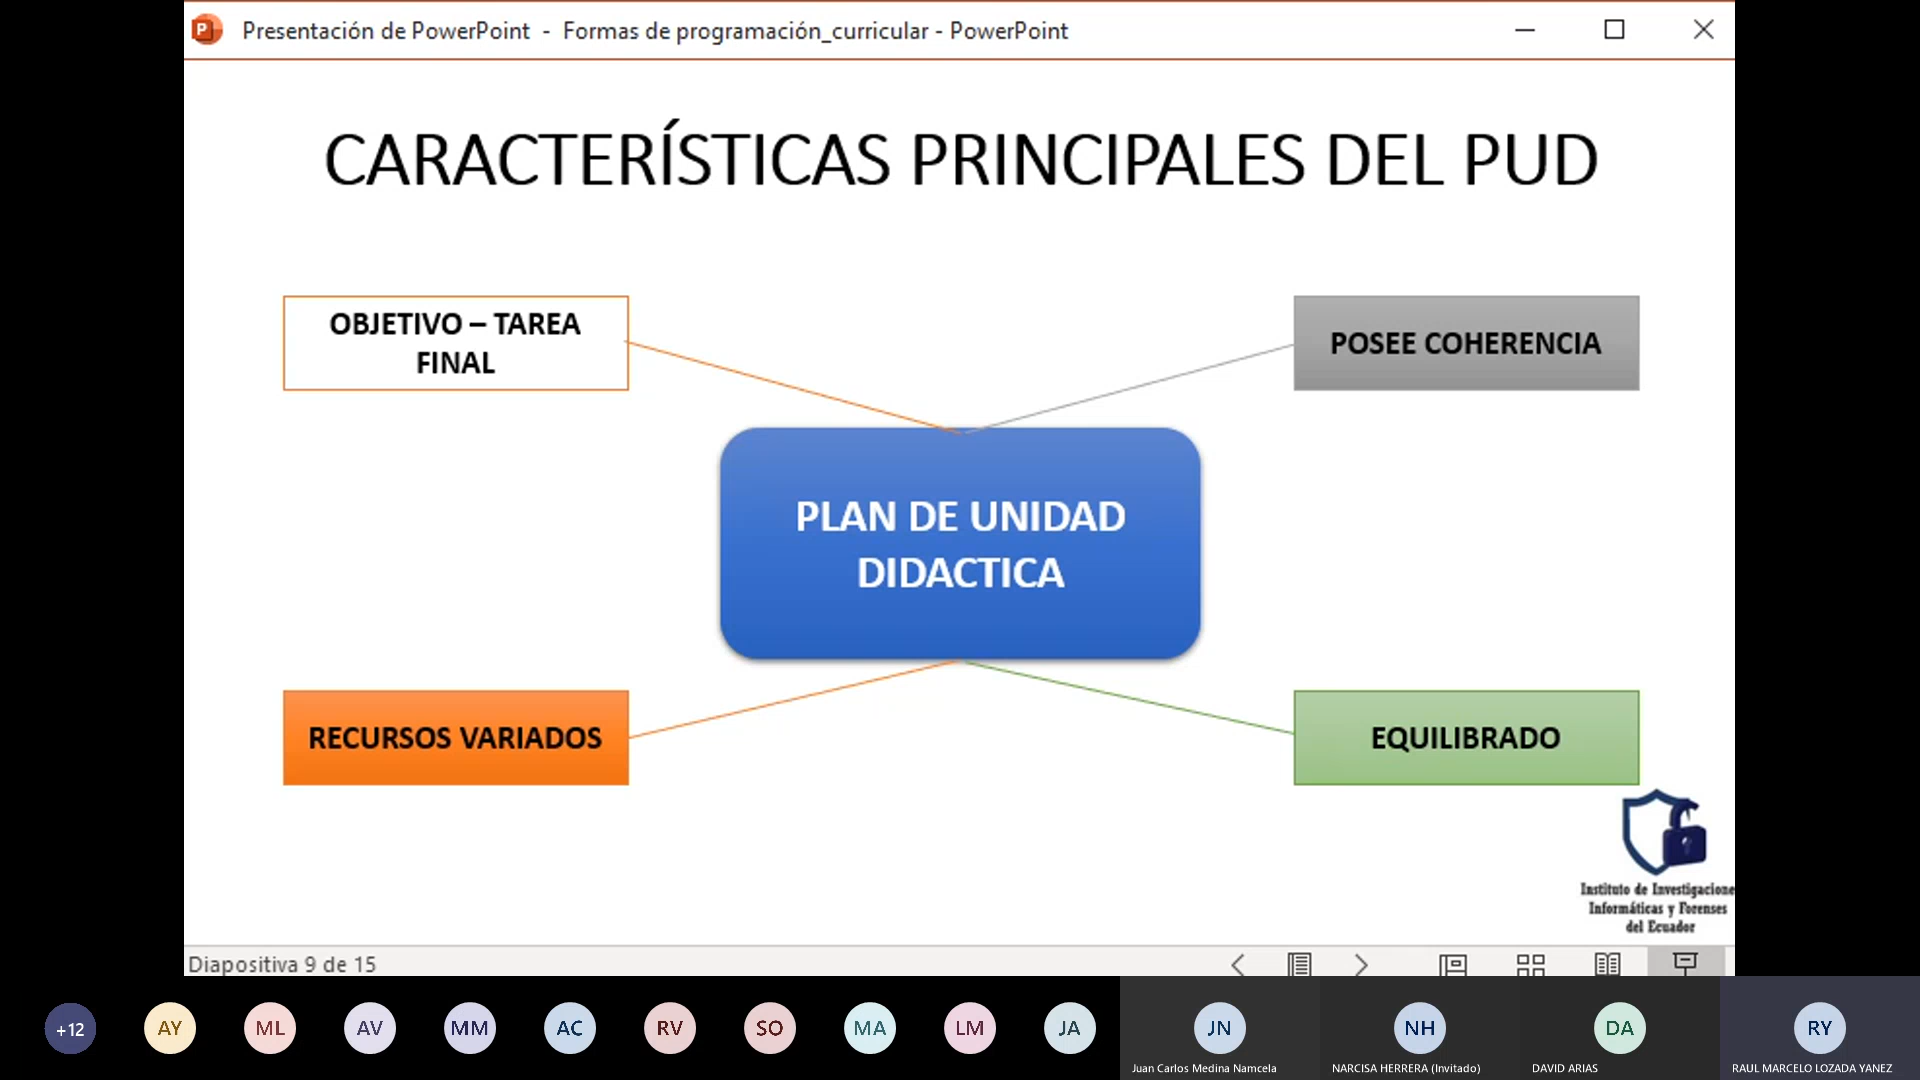 Presentación de PowerPoint - Formas de programación_curricular - PowerPoint
CARACTERÍSTICAS PRINCIPALES DEL PUD
OBJETIVO – TAREA
FINAL
POSEE COHERENCIA
PLAN DE UNIDAD
DIDACTICA
RECURSOS VARIADOS
EQUILIBRADO
Instituto de Investigacione
Informáticas y Forenses
del Ecuador
Diapositiva 9 de 15
+12
AY
ML
AV
MM
AC
RV
SO
MA
LM
JA
JN
NH
DA
RY
Juan Carlos Medina Namcela
NARCISA HERRERA (Invitado)
DAVID ARIAS
RAUL MARCELO LOZADA YANEZ